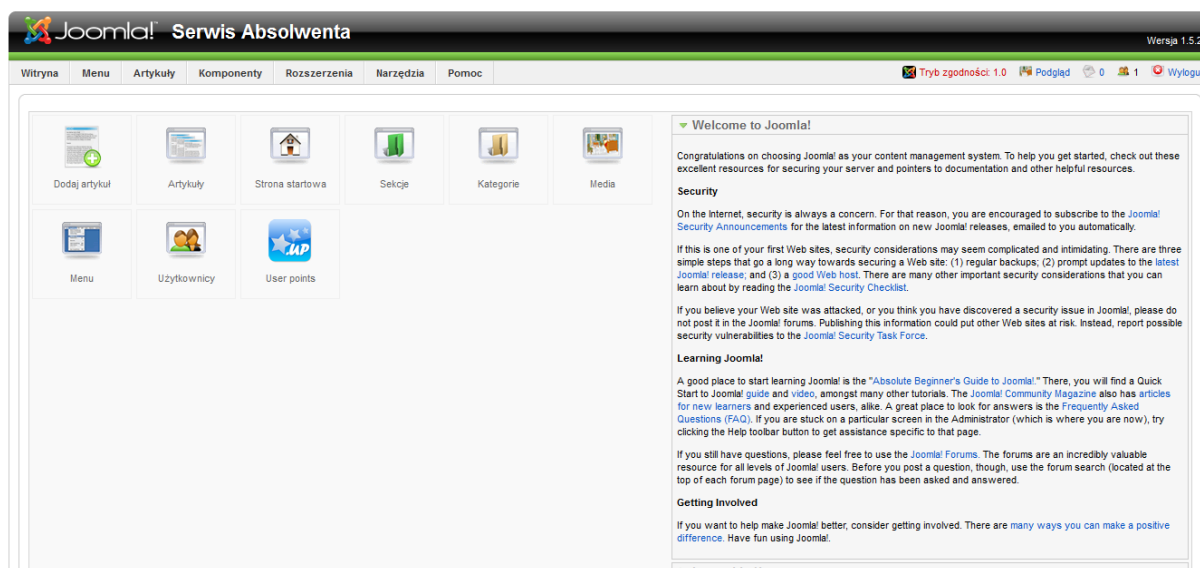 Joomla! Serwis Absolwenta
Wersja 1.5.2
Witryna Menu Artykuły Komponenty Rozszerzenia Narzędzia Pomoc Tryb zgodności: 1.0 Podgląd 0 1 Wylogu
Dodaj artykuł Artykuły Strona startowa Sekcje Kategorie Media
UP
Menu Użytkownicy User points
Welcome to Joomla!
Congratulations on choosing Joomla! as your content management system. To help you get started, check out these
excellent resources for securing your server and pointers to documentation and other helpful resources.
Security
On the Internet, security is always a concern. For that reason, you are encouraged to subscribe to the Joomla!
Security Announcements for the latest information on new Joomla! releases, emailed to you automatically.
If this is one of your first Web sites, security considerations may seem complicated and intimidating. There are three
simple steps that go a long way towards securing a Web site: (1) regular backups; (2) prompt updates to the latest
Joomla! release; and (3) a good Web host. There are many other important security considerations that you can
learn about by reading the Joomla! Security Checklist.
If you believe your Web site was attacked, or you think you have discovered a security issue in Joomla!, please do
not post it in the Joomla! forums. Publishing this information could put other Web sites at risk. Instead, report possible
security vulnerabilities to the Joomla! Security Task Force.
Learning Joomla!
A good place to start learning Joomla! is the "Absolute Beginner's Guide to Joomla!." There, you will find a Quick
Start to Joomla! guide and video, amongst many other tutorials. The Joomla! Community Magazine also has articles
for new learners and experienced users, alike. A great place to look for answers is the Frequently Asked
Questions (FAQ). If you are stuck on a particular screen in the Administrator (which is where you are now), try
clicking the Help toolbar button to get assistance specific to that page.
If you still have questions, please feel free to use the Joomla! Forums. The forums are an incredibly valuable
resource for all levels of Joomla! users. Before you post a question, though, use the forum search (located at the
top of each forum page) to see if the question has been asked and answered.
Getting Involved
If you want to help make Joomla! better, consider getting involved. There are many ways you can make a positive
difference. Have fun using Joomla!.